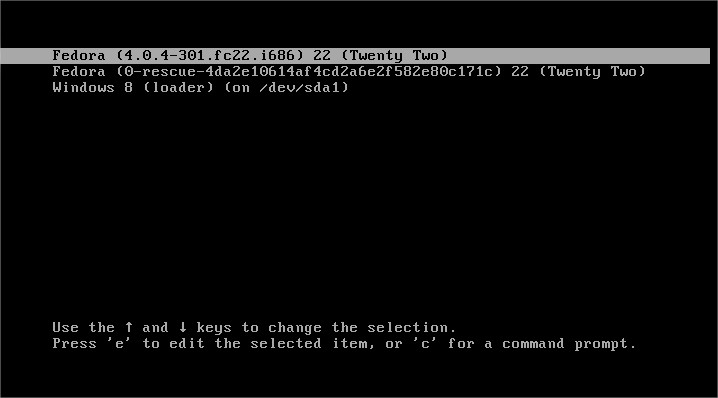 Fedora (4.0.4-301.fc22.i686) 22 (Twenty Two)
Fedora (0-rescue-4da2e10614af4cd2a6e2f582e80c171c) 22 (Twenty Two)
Windows 8 (loader) (on /dev/sda1)
Use the ↑ and ↓ keys to change the selection.
Press 'e' to edit the selected item, or 'c' for a command prompt.